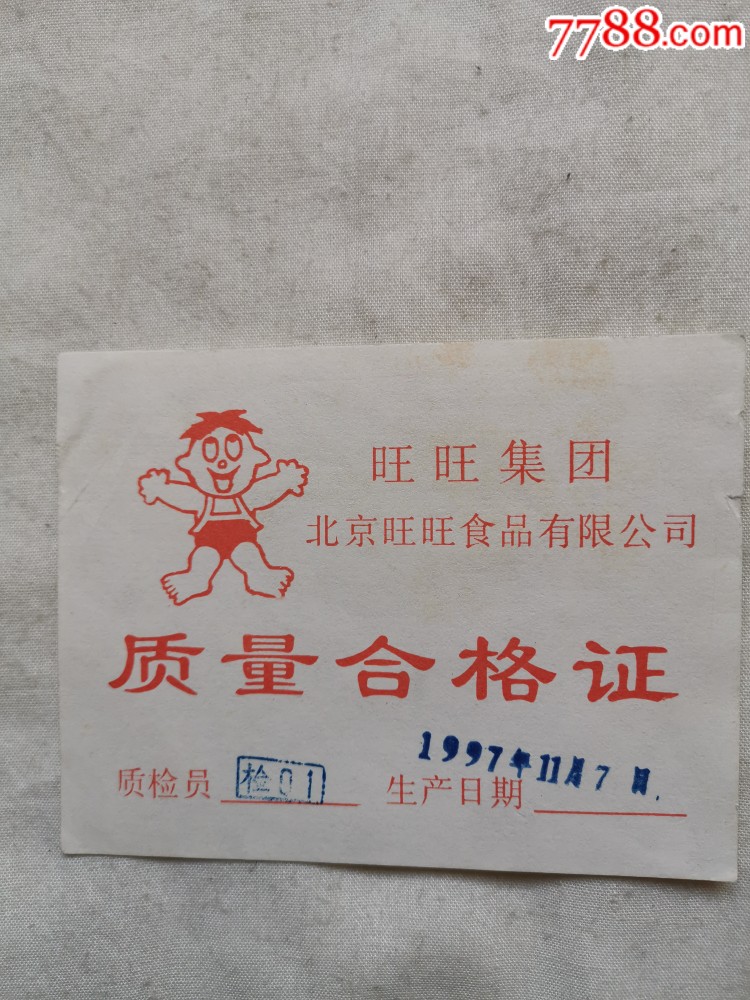 7788.com
旺旺集团
北京旺旺食品有限公司
质量合格证
质检员 检01 生产日期 1997年11月7日.